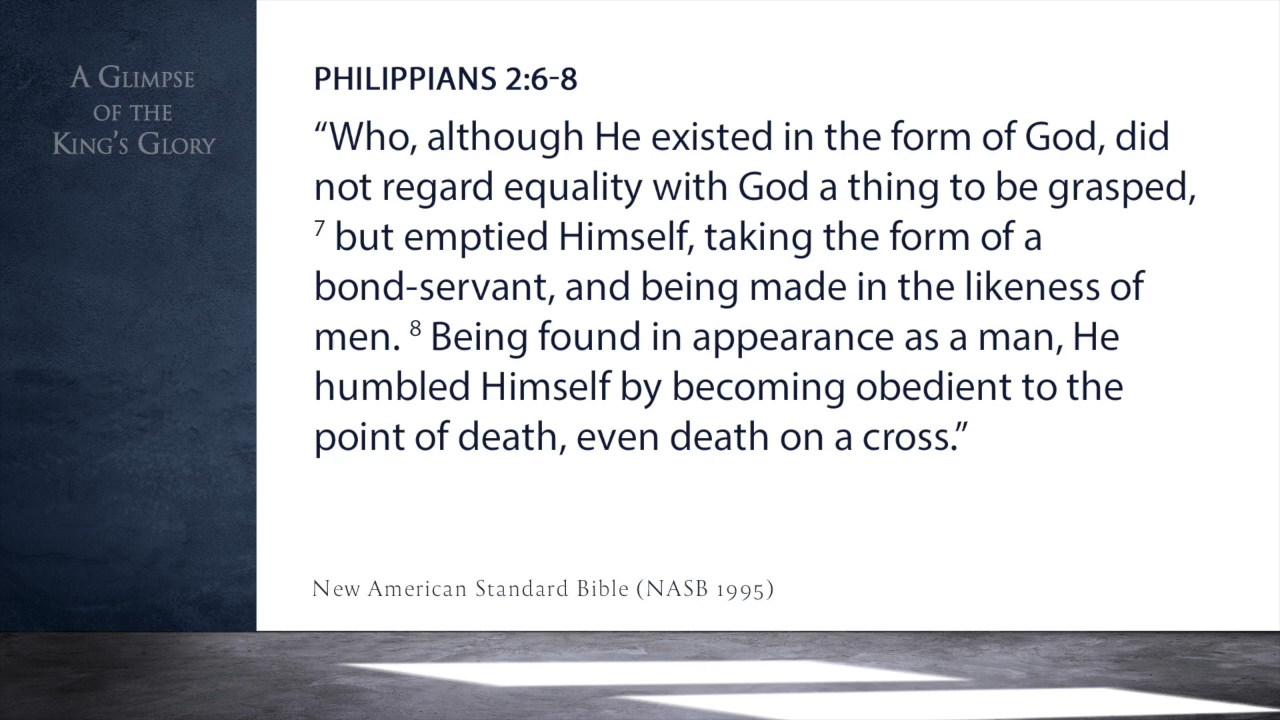 A Glimpse
of the
King's Glory
PHILIPPIANS 2:6-8
“Who, although He existed in the form of God, did
not regard equality with God a thing to be grasped,
7 but emptied Himself, taking the form of a
bond-servant, and being made in the likeness of
men. 8 Being found in appearance as a man, He
humbled Himself by becoming obedient to the
point of death, even death on a cross.”
New American Standard Bible (NASB 1995)